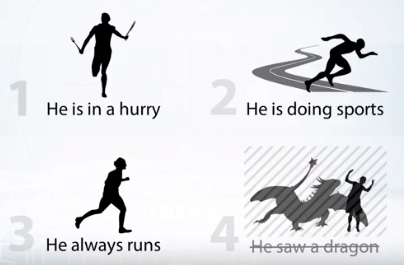 1 He is in a hurry
2 He is doing sports
3 He always runs
4 He saw a dragon